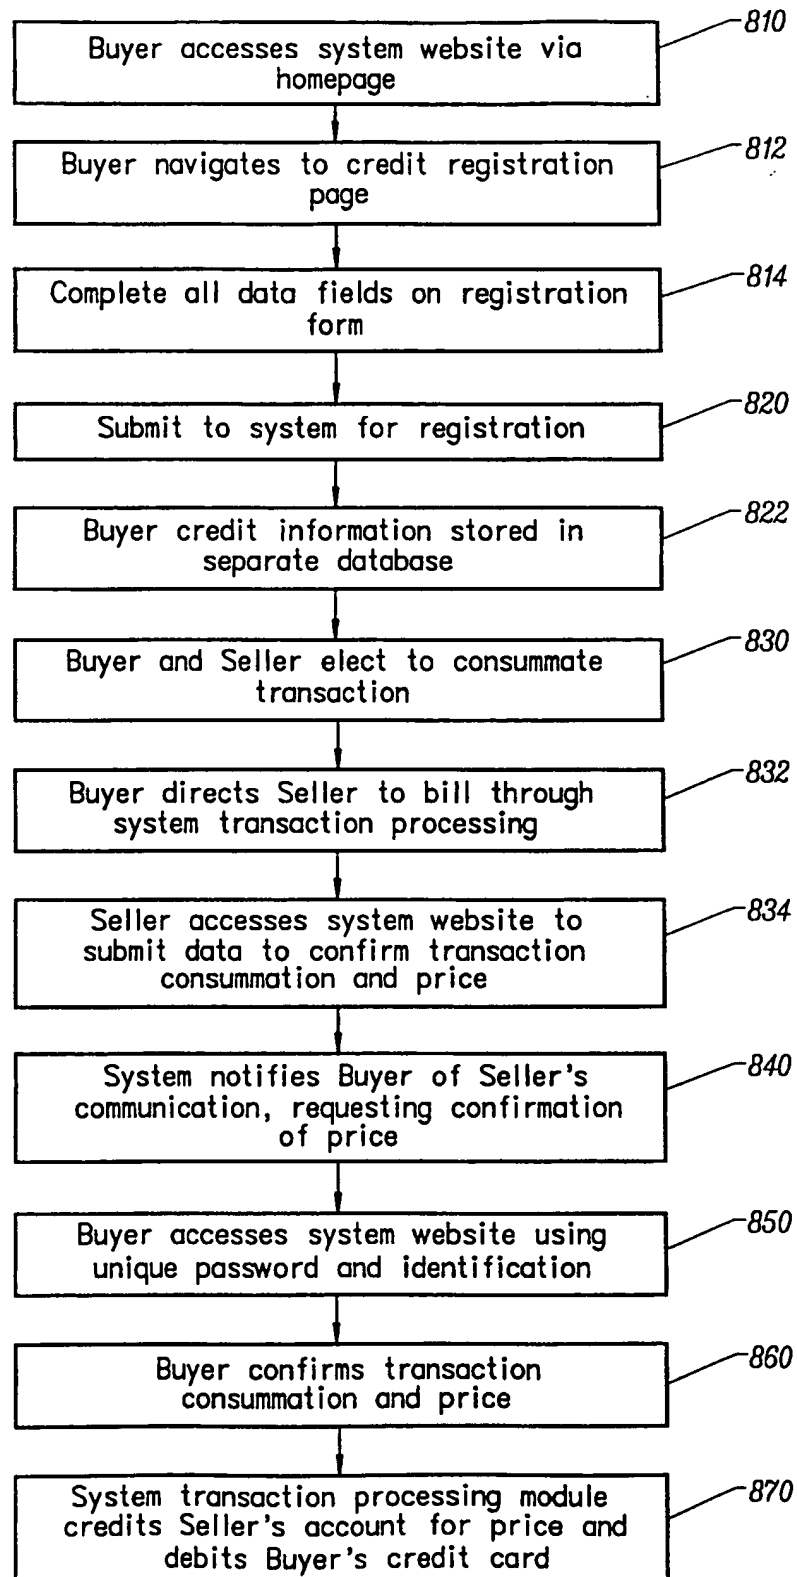 810
Buyer accesses system website via
homepage
812
Buyer navigates to credit registration
page
814
Complete all data fields on registration
form
820
Submit to system for registration
822
Buyer credit information stored in
separate database
830
Buyer and Seller elect to consummate
transaction
832
Buyer directs Seller to bill through
system transaction processing
834
Seller accesses system website to
submit data to confirm transaction
consummation and price
840
System notifies Buyer of Seller's
communication, requesting confirmation
of price
850
Buyer accesses system website using
unique password and identification
860
Buyer confirms transaction
consummation and price
870
System transaction processing module
credits Seller's account for price and
debits Buyer's credit card